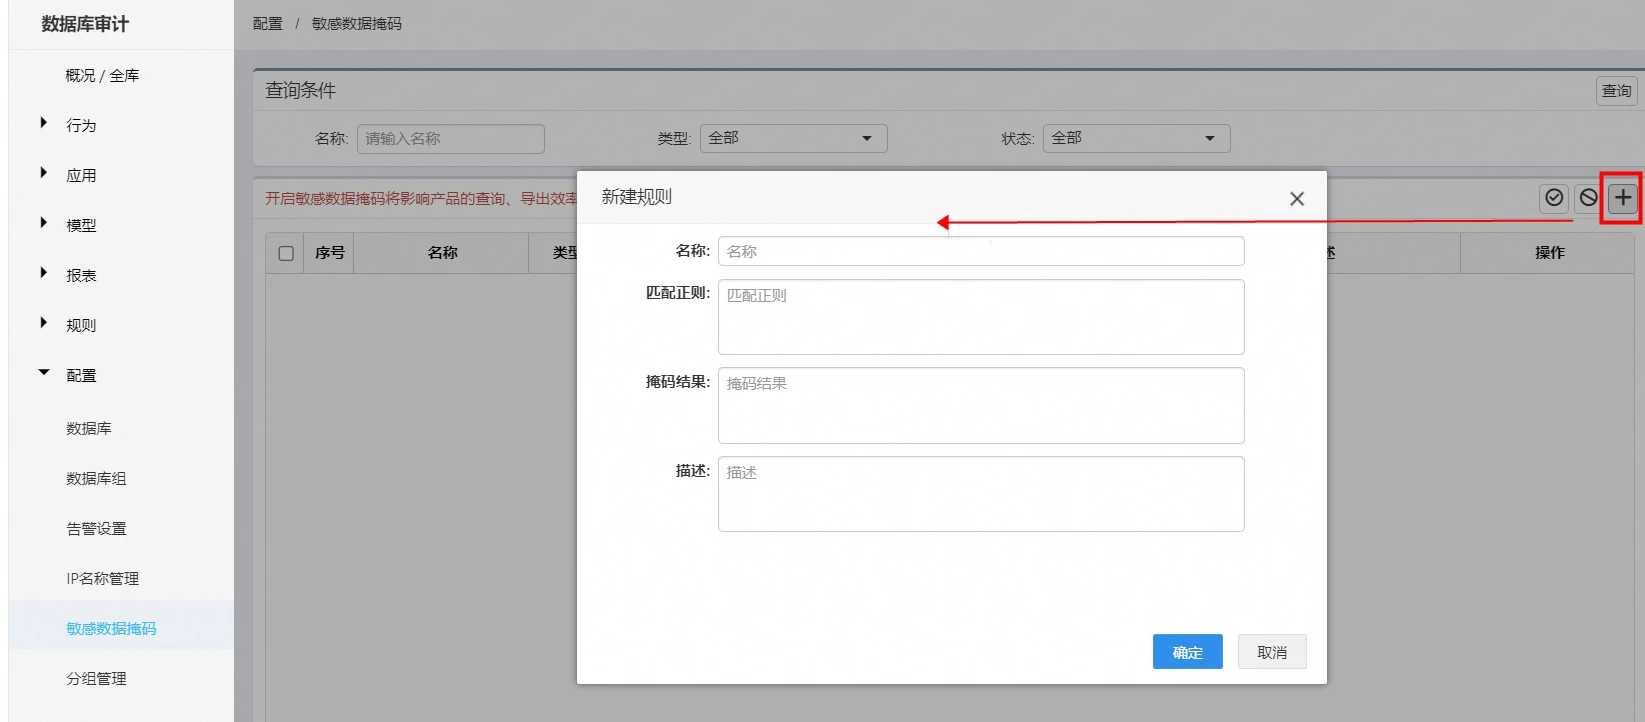 数据库审计
配置 / 敏感数据掩码
概况 / 全库
行为
应用
模型
报表
规则
配置
数据库
数据库组
告警设置
IP名称管理
敏感数据掩码
分组管理
查询条件
查询
名称: 请输入名称 类型: 全部 状态: 全部
开启敏感数据掩码将影响产品的查询、导出效率
序号 名称 类型 述 操作
新建规则
名称: 名称
匹配正则: 匹配正则
掩码结果: 掩码结果
描述: 描述
确定 取消